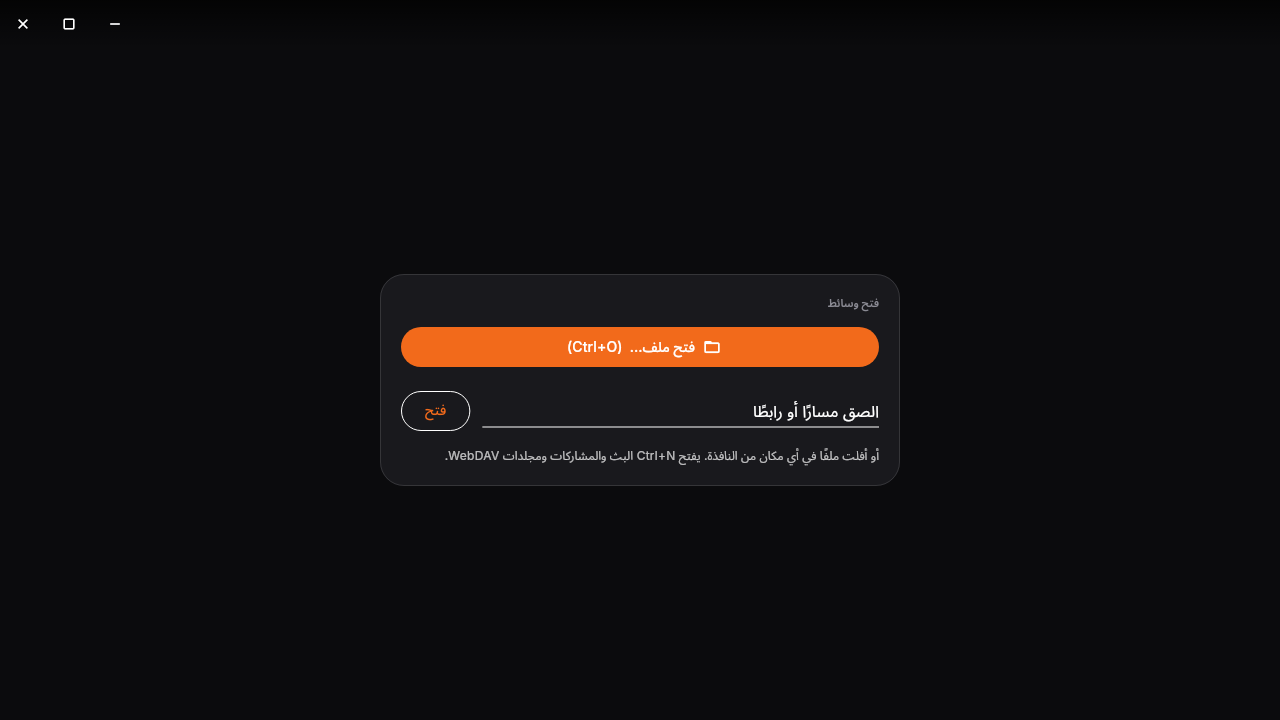 فتح وسائط
فتح ملف... (Ctrl+O)
الصق مسارًا أو رابطًا
فتح
أو أفلت ملفًا في أي مكان من النافذة. يفتح Ctrl+N البث والمشاركات ومجلدات WebDAV.